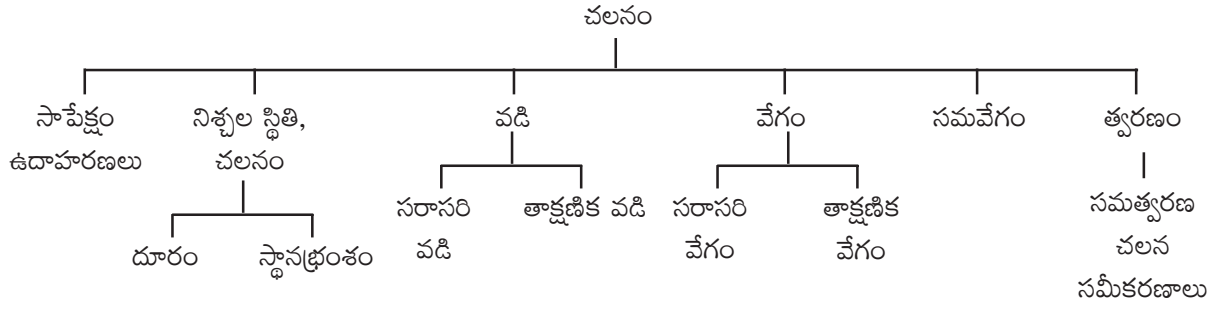 చలనం
సాపేక్షం
ఉదాహరణలు
నిశ్చల స్థితి,
చలనం
వడి
వేగం
సమవేగం
త్వరణం
దూరం
స్థానభ్రంశం
సరాసరి
వడి
తాక్షణిక వడి
సరాసరి
వేగం
తాక్షణిక
వేగం
సమత్వరణ
చలన
సమీకరణాలు